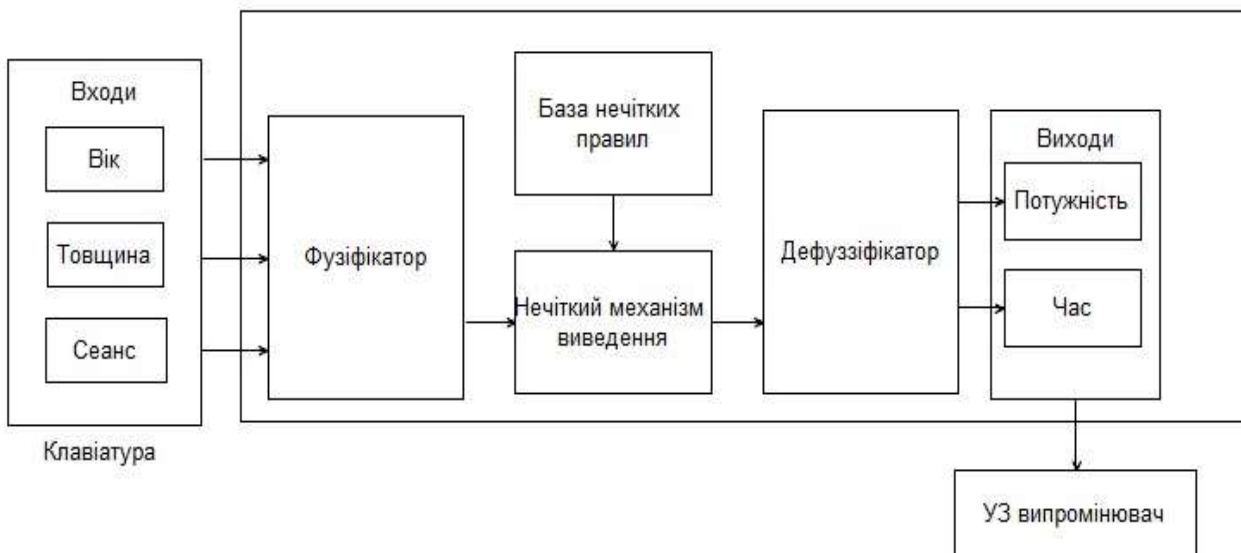 Входи
Вік
Товщина
Сеанс
Клавіатура
Фузіфікатор
База нечітких
правил
Нечіткий механізм
виведення
Дефуззіфікатор
Виходи
Потужність
Час
УЗ випромінювач